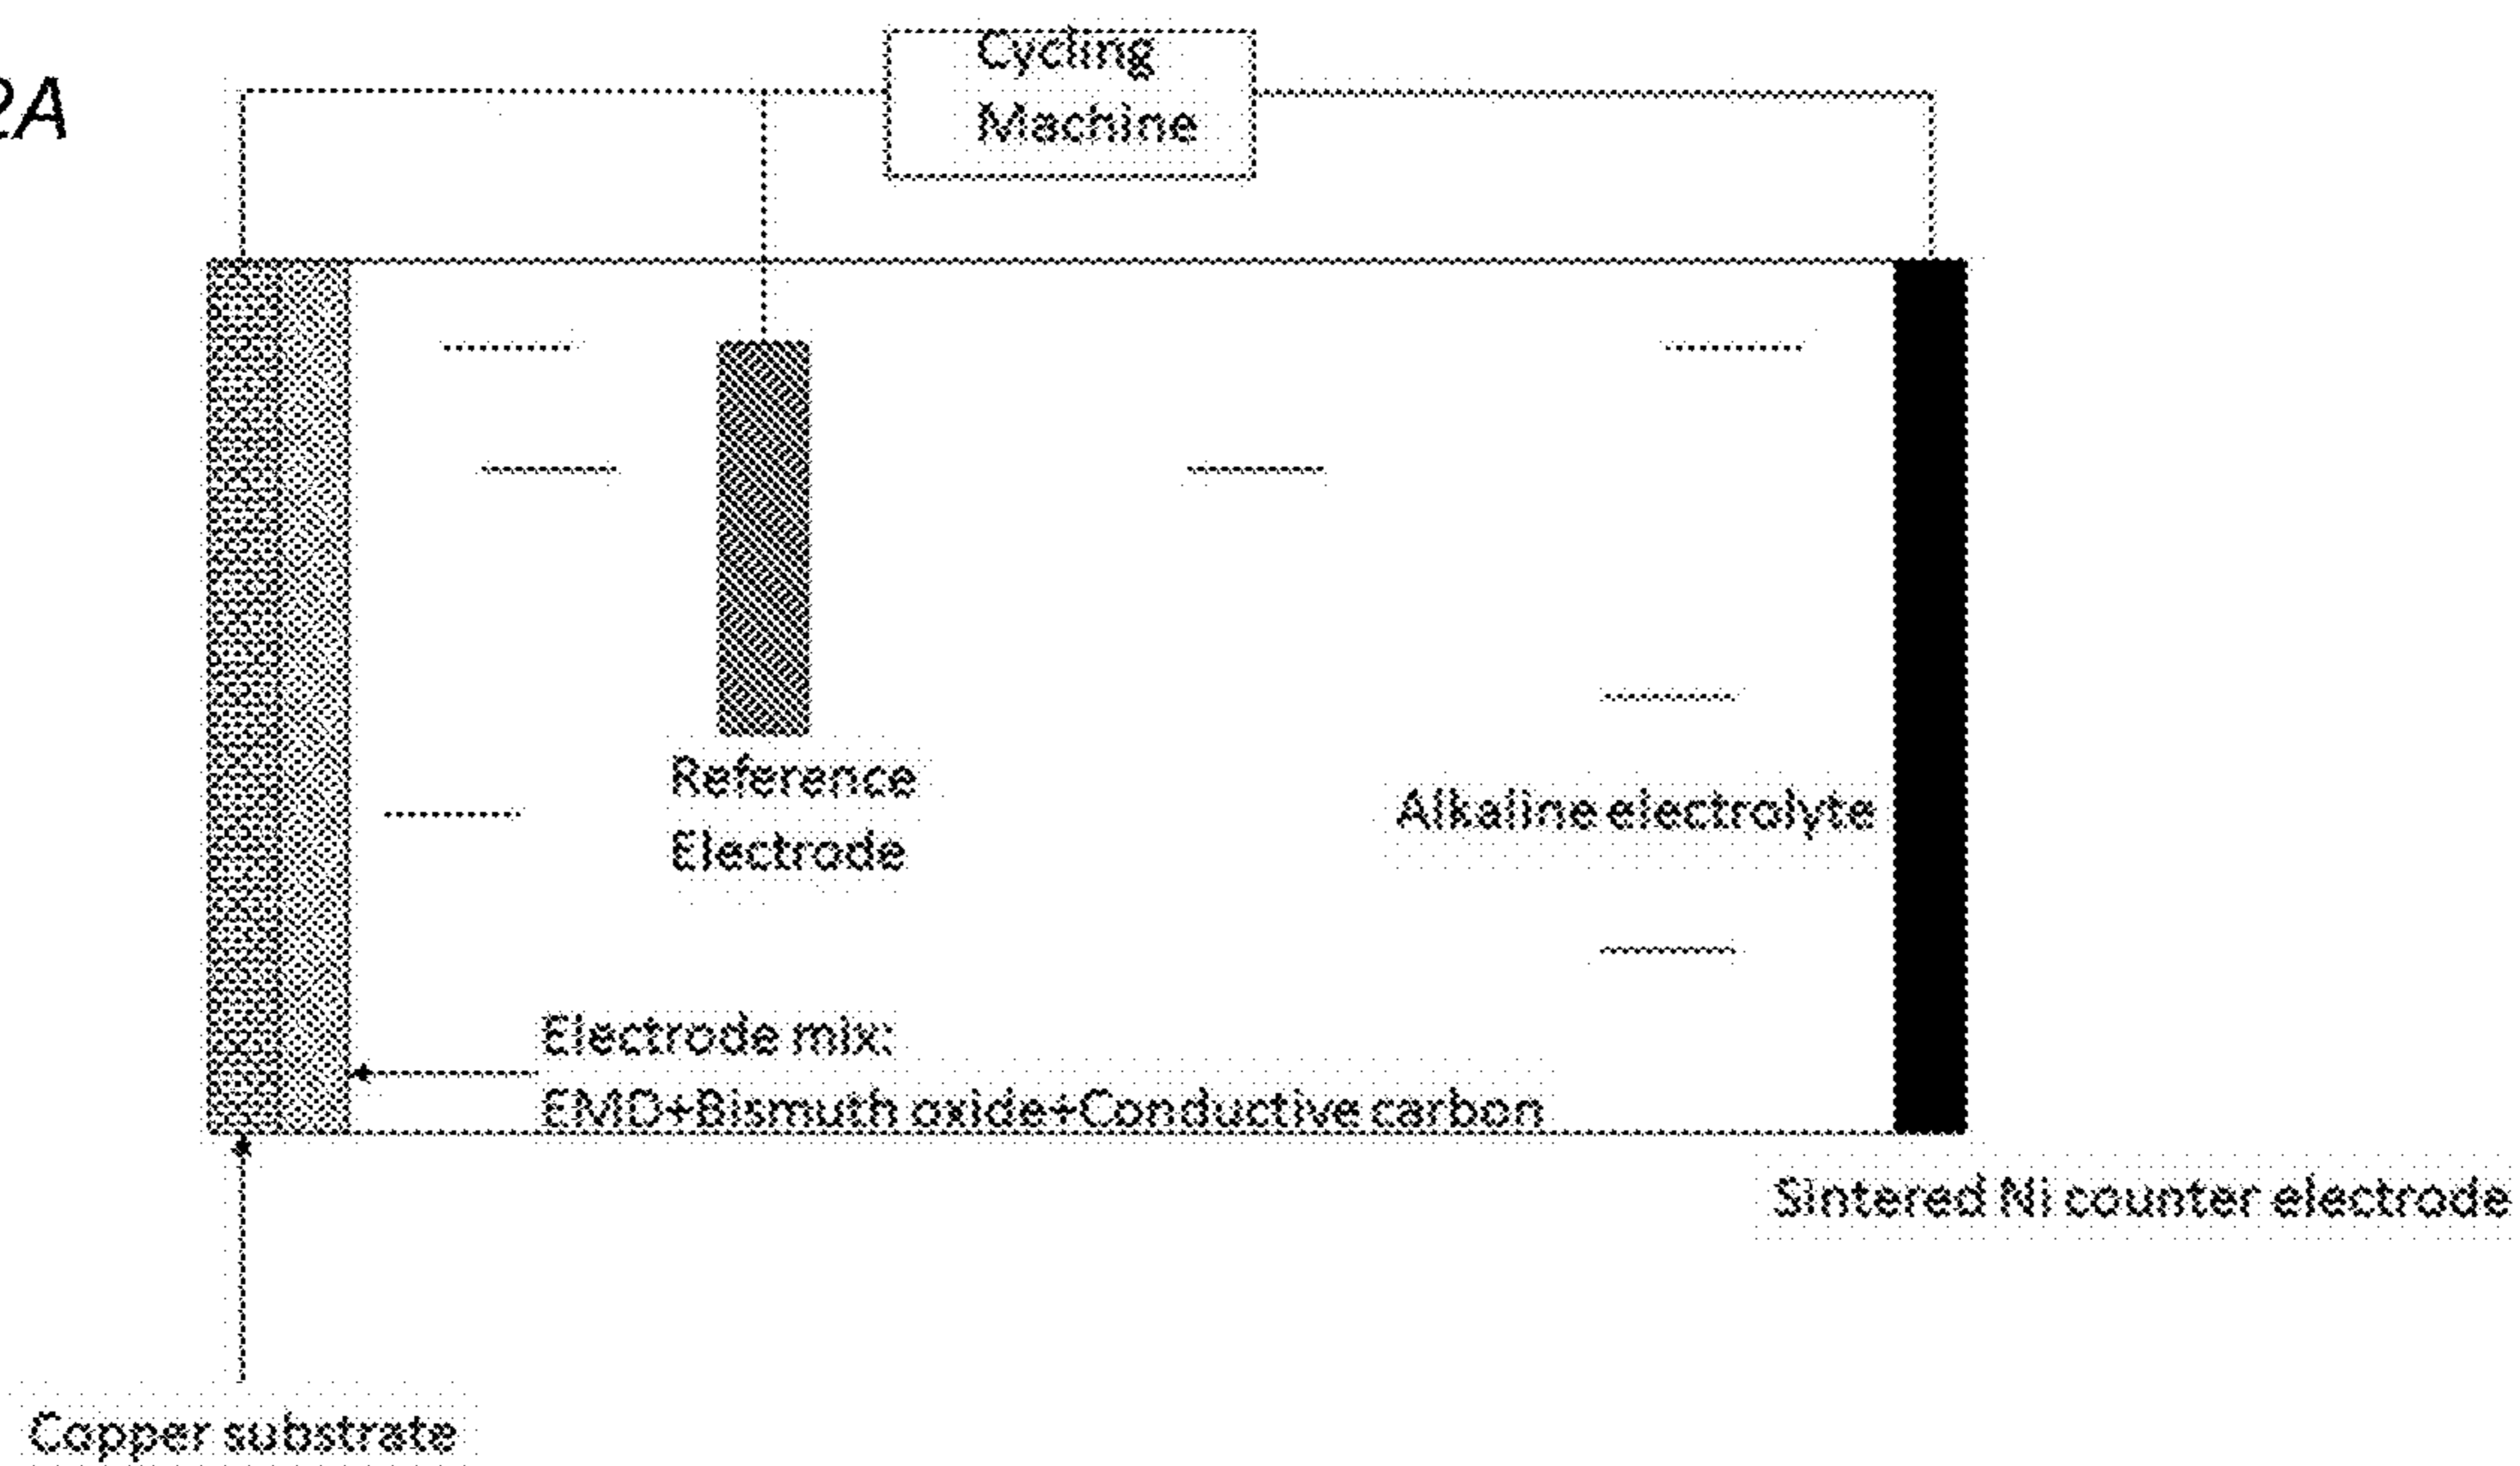 2A
Cycling
Machine
Reference
Electrode
Alkaline electrolyte
Electrode mix:
EMD+Bismuth oxide+Conductive carbon
Sintered Ni counter electrode
Copper substrate